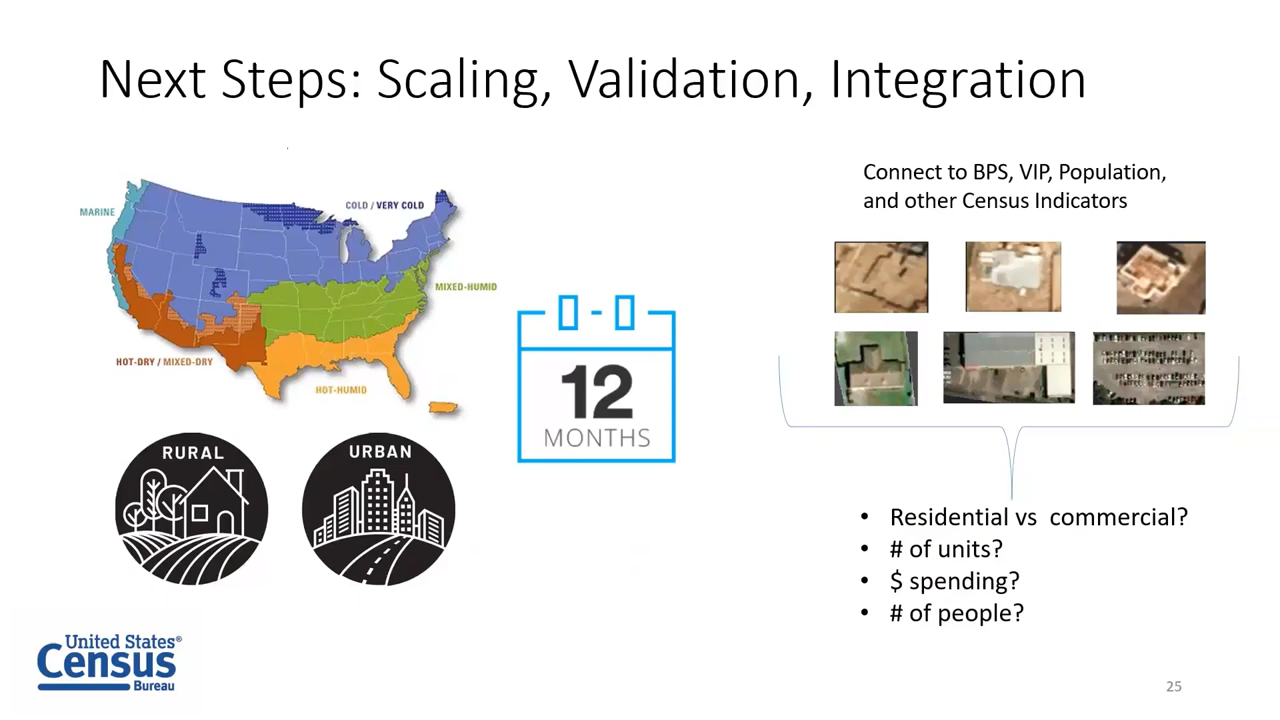 Next Steps: Scaling, Validation, Integration
MARINE
COLD / VERY COLD
MIXED-HUMID
HOT-DRY / MIXED-DRY
HOT-HUMID
RURAL
URBAN
12
MONTHS
Connect to BPS, VIP, Population,
and other Census Indicators
• Residential vs commercial?
• # of units?
• $ spending?
• # of people?
United States®
Census
Bureau
25